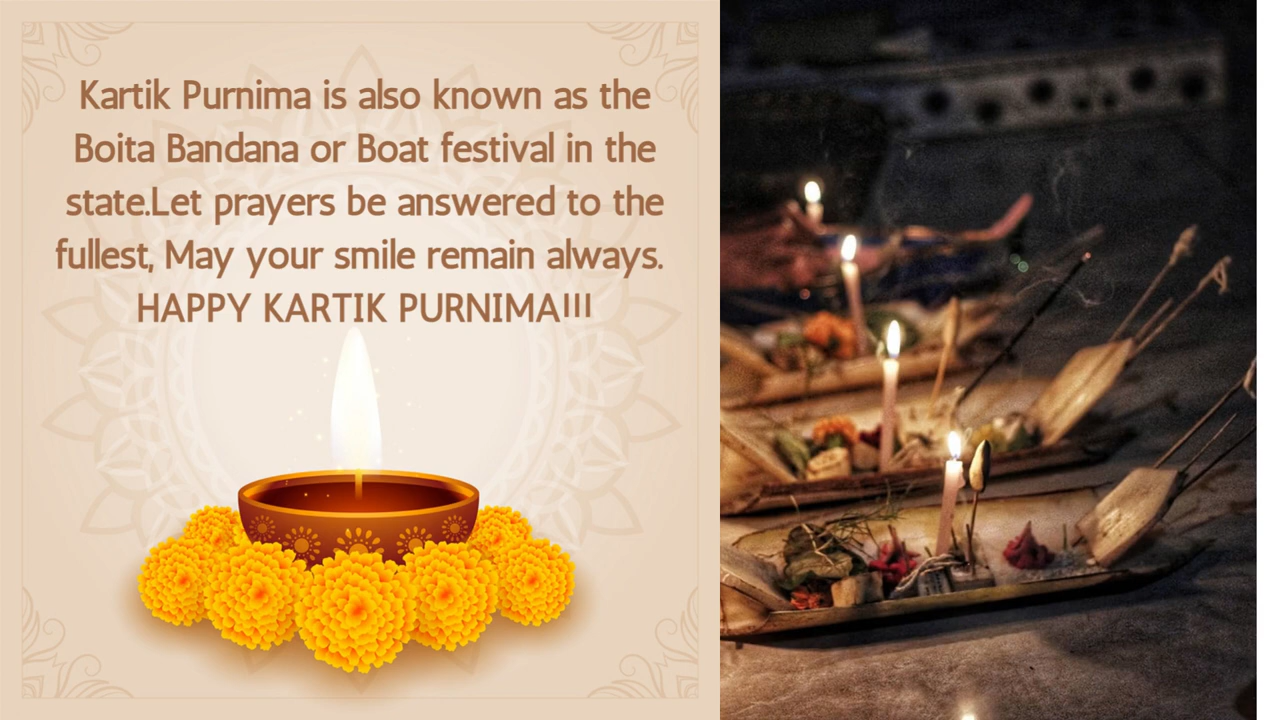 Kartik Purnima is also known as the
Boita Bandana or Boat festival in the
state.Let prayers be answered to the
fullest, May your smile remain always.
HAPPY KARTIK PURNIMA!!!